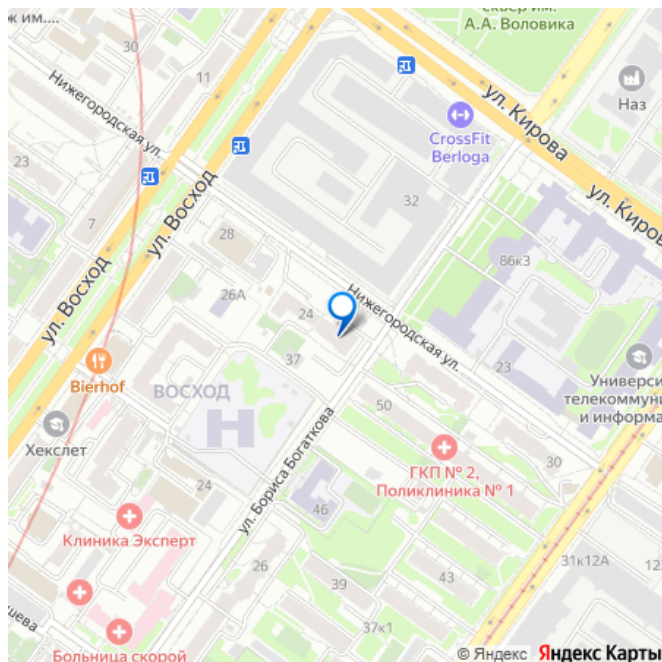 ж им....
30
сквер им.
А.А. Воловика
11
Наз
Нижегородская ул.
ул. Кирова
CrossFit
Berloga
23
32
ул. Восход
7
28
86к3
26А
24
Нижегородская ул.
ул. Восход
23
37
Bierhof
ВОСХОД
50
Универси
телекоммуни
и информа
Хекслет
ул. Бориса Богаткова
ГКП № 2,
Поликлиника № 1
30
24
46
Клиника Эксперт
26
39
43
31к12А
12
37к1
Больница скорой
© Яндекс Яндекс Карты